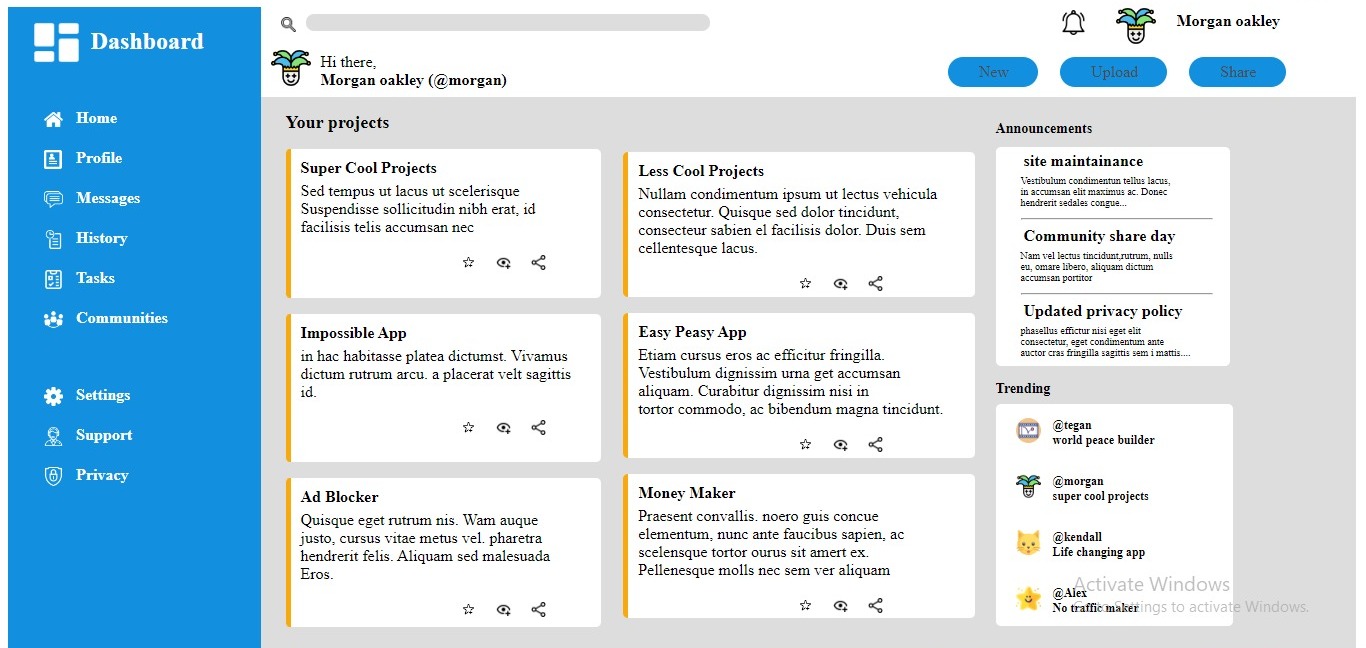 Dashboard
Home
Profile
Messages
History
Tasks
Communities
Settings
Support
Privacy
Morgan oakley
Hi there,
Morgan oakley (@morgan)
New
Upload
Share
Your projects
Super Cool Projects
Sed tempus ut lacus ut scelerisque
Suspendisse sollicitudin nibh erat, id
facilisis telis accumsan nec
Less Cool Projects
Nullam condimentum ipsum ut lectus vehicula
consectetur. Quisque sed dolor tincidunt,
consecteur sabien el facilisis dolor. Duis sem
cellentesque lacus.
Impossible App
in hac habitasse platea dictumst. Vivamus
dictum rutrum arcu. a placerat velt sagittis
id.
Easy Peasy App
Etiam cursus eros ac efficitur fringilla.
Vestibulum dignissim urna get accumsan
aliquam. Curabitur dignissim nisi in
tortor commodo, ac bibendum magna tincidunt.
Ad Blocker
Quisque eget rutrum nis. Wam auque
justo, cursus vitae metus vel. pharetra
hendrerit felis. Aliquam sed malesuada
Eros.
Money Maker
Praesent convallis. noero guis concue
elementum, nunc ante faucibus sapien, ac
scelensque tortor ourus sit amert ex.
Pellenesque molls nec sem ver aliquam
Announcements
site maintainance
Vestibulum condimentun tellus lacus,
in accumsan elit maximus ac. Donec
hendrerit sedales congue...
Community share day
Nam vel lectus tincidunt,rutrum, nulls
eu, omare libero, aliquam dictum
accumsan portitor
Updated privacy policy
phasellus effictur nisi eget elit
consectetur, eget condimentum ante
auctor cras fringilla sagittis sem i mattis....
Trending
@tegan
world peace builder
@morgan
super cool projects
@kendall
Life changing app
@Alex
No traffic maker
Activate Windows
Go to Settings to activate Windows.